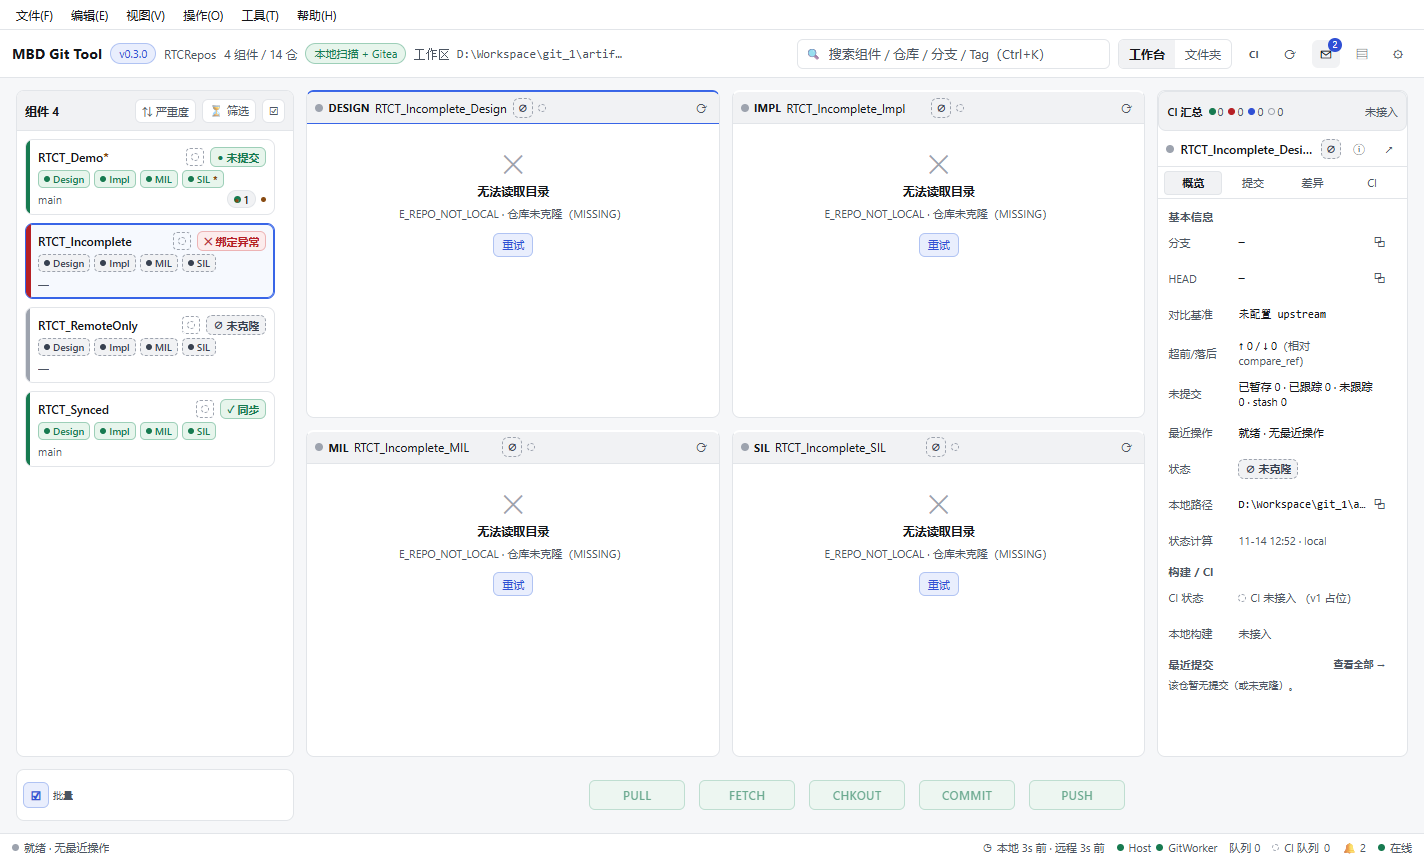 文件(F) 编辑(E) 视图(V) 操作(O) 工具(T) 帮助(H)
MBD Git Tool v0.3.0 RTCRepos 4 组件 / 14 仓 本地扫描 + Gitea 工作区 D:\Workspace\git_1\artif… 搜索组件 / 仓库 / 分支 / Tag（Ctrl+K） 工作台 文件夹 CI 2
组件 4 严重度 筛选
RTCT_Demo* 未提交
Design Impl MIL SIL *
main 1
RTCT_Incomplete 绑定异常
Design Impl MIL SIL
—
RTCT_RemoteOnly 未克隆
Design Impl MIL SIL
—
RTCT_Synced 同步
Design Impl MIL SIL
main
批量
DESIGN RTCT_Incomplete_Design
无法读取目录
E_REPO_NOT_LOCAL · 仓库未克隆（MISSING）
重试
IMPL RTCT_Incomplete_Impl
无法读取目录
E_REPO_NOT_LOCAL · 仓库未克隆（MISSING）
重试
MIL RTCT_Incomplete_MIL
无法读取目录
E_REPO_NOT_LOCAL · 仓库未克隆（MISSING）
重试
SIL RTCT_Incomplete_SIL
无法读取目录
E_REPO_NOT_LOCAL · 仓库未克隆（MISSING）
重试
PULL FETCH CHKOUT COMMIT PUSH
CI 汇总 0 0 0 0 未接入
RTCT_Incomplete_Desi...
概览 提交 差异 CI
基本信息
分支 —
HEAD —
对比基准 未配置 upstream
超前/落后 ↑ 0 / ↓ 0（相对
compare_ref)
未提交 已暂存 0 · 已跟踪 0 · 未跟踪
0 · stash 0
最近操作 就绪 · 无最近操作
状态 未克隆
本地路径 D:\Workspace\git_1\a…
状态计算 11-14 12:52 · local
构建 / CI
CI 状态 CI 未接入 （v1 占位）
本地构建 未接入
最近提交 查看全部 →
该仓暂无提交（或未克隆）。
就绪 · 无最近操作 本地 3s 前 · 远程 3s 前 Host GitWorker 队列 0 CI 队列 0 2 在线